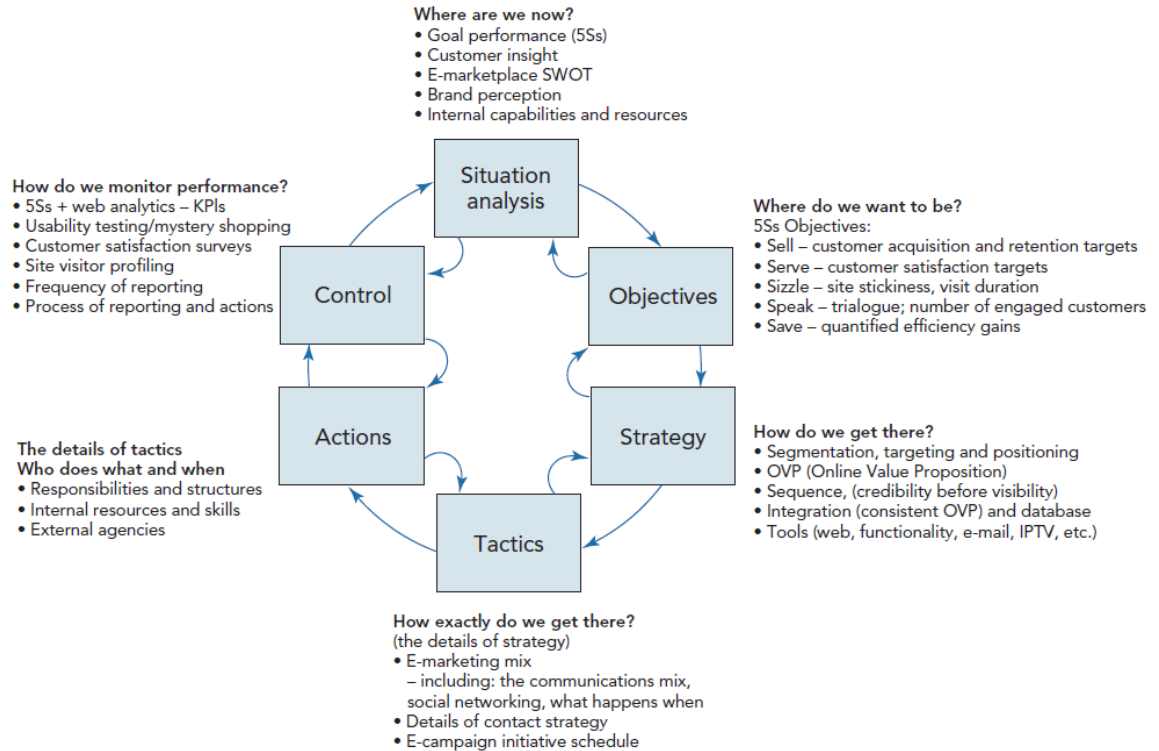 Where are we now?
• Goal performance (5Ss)
• Customer insight
• E-marketplace SWOT
• Brand perception
• Internal capabilities and resources
Situation
analysis
How do we monitor performance?
• 5Ss + web analytics – KPIs
• Usability testing/mystery shopping
• Customer satisfaction surveys
• Site visitor profiling
• Frequency of reporting
• Process of reporting and actions
Control
Where do we want to be?
5Ss Objectives:
• Sell – customer acquisition and retention targets
• Serve – customer satisfaction targets
• Sizzle – site stickiness, visit duration
• Speak – trialogue; number of engaged customers
• Save – quantified efficiency gains
Objectives
Actions
The details of tactics
Who does what and when
• Responsibilities and structures
• Internal resources and skills
• External agencies
Strategy
How do we get there?
• Segmentation, targeting and positioning
• OVP (Online Value Proposition)
• Sequence, (credibility before visibility)
• Integration (consistent OVP) and database
• Tools (web, functionality, e-mail, IPTV, etc.)
Tactics
How exactly do we get there?
(the details of strategy)
• E-marketing mix
– including: the communications mix,
social networking, what happens when
• Details of contact strategy
• E-campaign initiative schedule